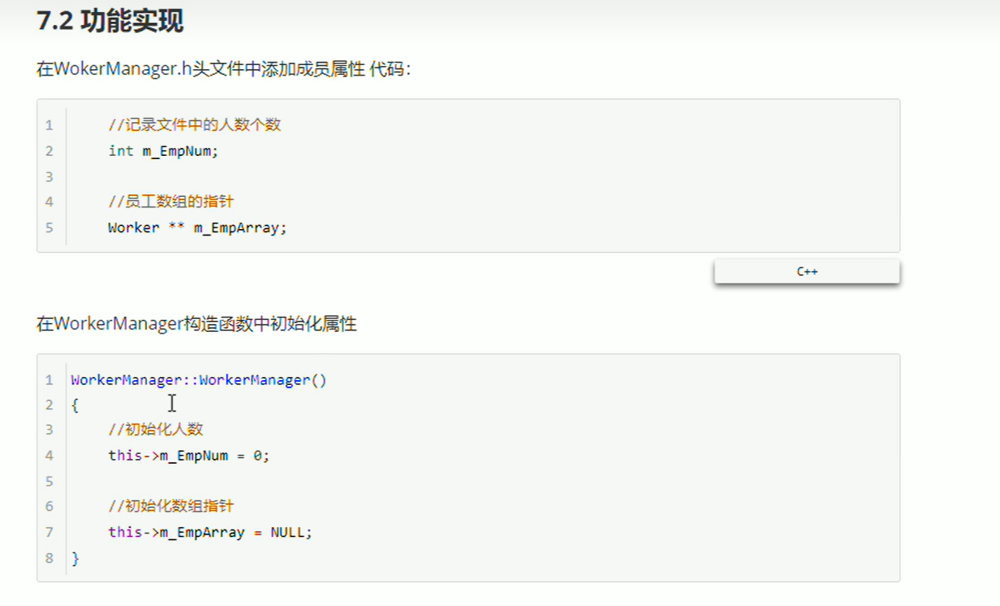 7.2 功能实现
在WokerManager.h头文件中添加成员属性 代码：
1 //记录文件中的人数个数
2 int m_EmpNum;
3
4 //员工数组的指针
5 Worker ** m_EmpArray;
C++
在WorkerManager构造函数中初始化属性
1 WorkerManager::WorkerManager()
2 {
3 //初始化人数
4 this->m_EmpNum = 0;
5
6 //初始化数组指针
7 this->m_EmpArray = NULL;
8 }